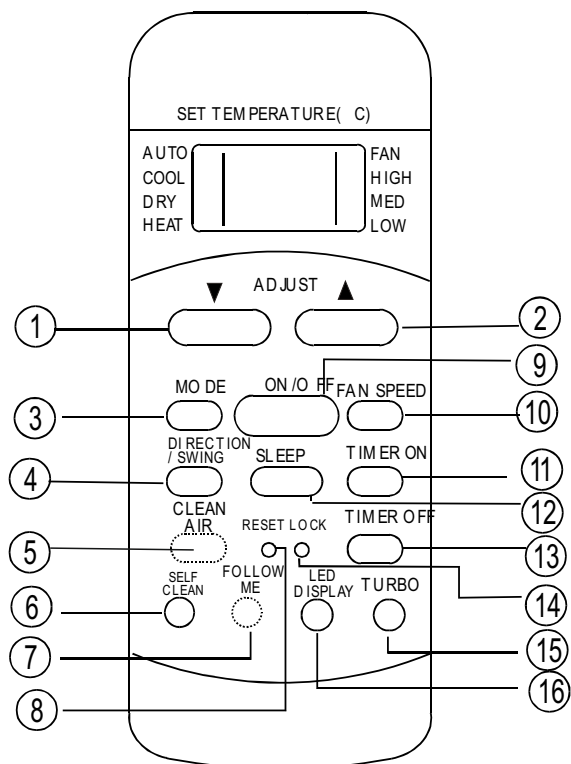 SET TEMPERATURE( C)
AUTO
COOL
DRY
HEAT
FAN
HIGH
MED
LOW
▼ ADJUST ▲
1
2
MODE
ON/OFF
FAN SPEED
9
3
10
DIRECTION
/ SWING
SLEEP
TIMER ON
4
11
12
CLEAN
AIR
RESET LOCK
TIMER OFF
5
13
SELF
CLEAN
FOLLOW
ME
LED
DISPLAY
TURBO
6
14
7
15
8
16